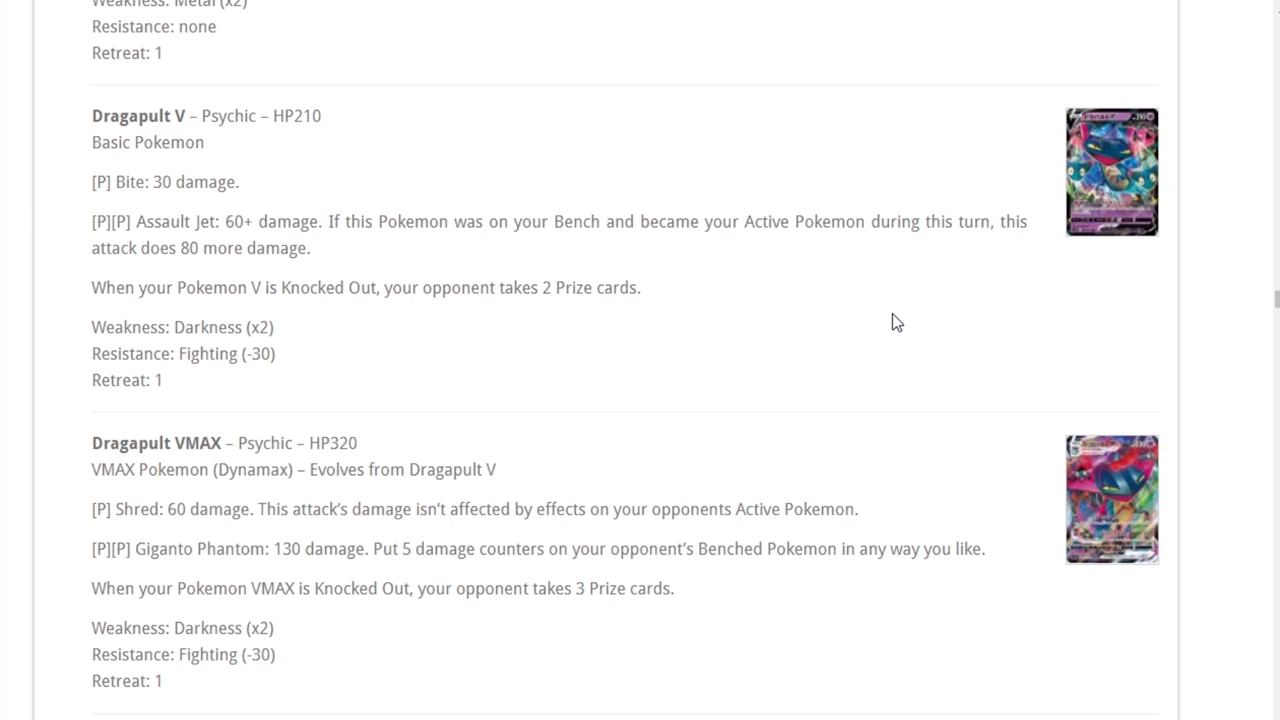 Weakness: Metal (x2)
Resistance: none
Retreat: 1
Dragapult V – Psychic – HP210
Basic Pokemon
[P] Bite: 30 damage.
[P][P] Assault Jet: 60+ damage. If this Pokemon was on your Bench and became your Active Pokemon during this turn, this
attack does 80 more damage.
When your Pokemon V is Knocked Out, your opponent takes 2 Prize cards.
Weakness: Darkness (x2)
Resistance: Fighting (-30)
Retreat: 1
Dragapult VMAX – Psychic – HP320
VMAX Pokemon (Dynamax) – Evolves from Dragapult V
[P] Shred: 60 damage. This attack’s damage isn’t affected by effects on your opponents Active Pokemon.
[P][P] Giganto Phantom: 130 damage. Put 5 damage counters on your opponent’s Benched Pokemon in any way you like.
When your Pokemon VMAX is Knocked Out, your opponent takes 3 Prize cards.
Weakness: Darkness (x2)
Resistance: Fighting (-30)
Retreat: 1